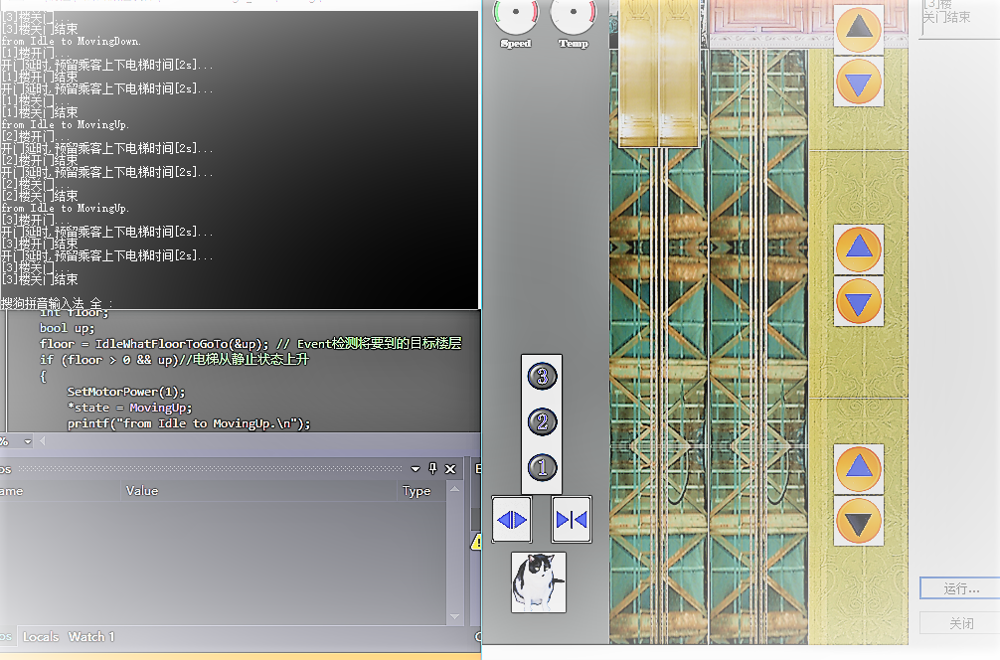 [3]楼关门...
[3]楼关门结束
from Idle to MovingDown.
[1]楼开门...
开门延时,预留乘客上下电梯时间[2s]...
[1]楼开门结束
开门延时,预留乘客上下电梯时间[2s]...
[1]楼关门...
[1]楼关门结束
from Idle to MovingUp.
[2]楼开门...
开门延时,预留乘客上下电梯时间[2s]...
[2]楼开门结束
开门延时,预留乘客上下电梯时间[2s]...
[2]楼关门...
[2]楼关门结束
from Idle to MovingUp.
[3]楼开门...
开门延时,预留乘客上下电梯时间[2s]...
[3]楼开门结束
开门延时,预留乘客上下电梯时间[2s]...
[3]楼关门...
[3]楼关门结束
搜狗拼音输入法 全 :
int floor;
bool up;
floor = IdleWhatFloorToGoTo(&up); // Event检测将要到的目标楼层
if (floor > 0 && up)//电梯从静止状态上升
{
SetMotorPower(1);
*state = MovingUp;
printf("from Idle to MovingUp.\n");
%
os
ame Value Type
os Locals Watch 1
Speed Temp
3
2
1
[3]楼
关门结束
运行...
关闭